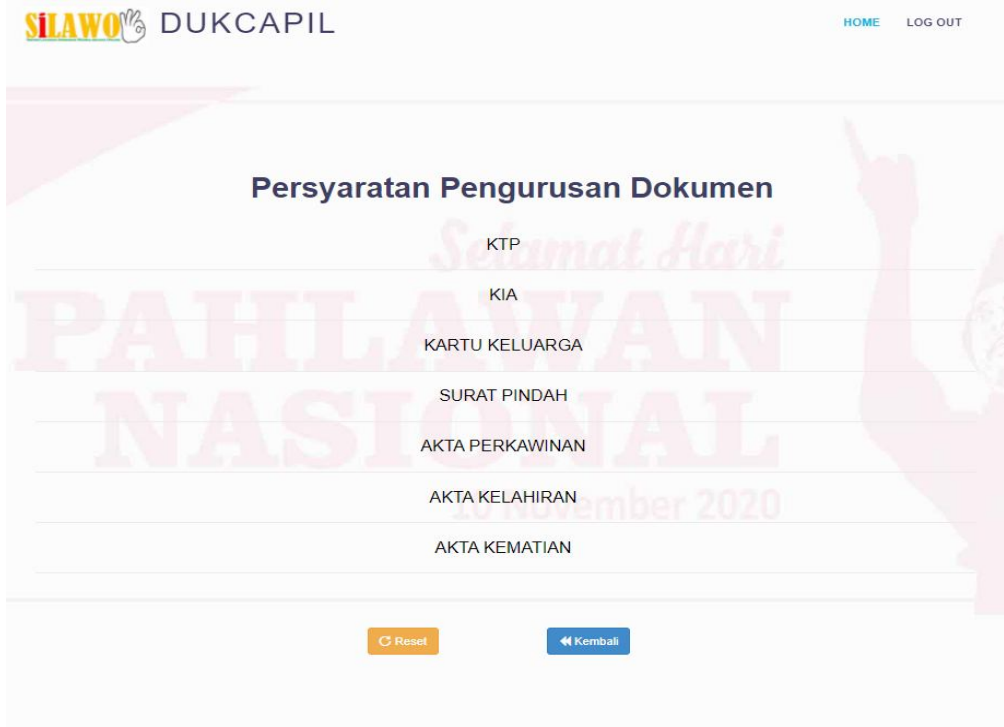 SiLAWO DUKCAPIL
HOME LOG OUT
Persyaratan Pengurusan Dokumen
Selamat Hari
PAHLAWAN
NASIONAL
10 November 2020
KTP
KIA
KARTU KELUARGA
SURAT PINDAH
AKTA PERKAWINAN
AKTA KELAHIRAN
AKTA KEMATIAN
Reset
Kembali